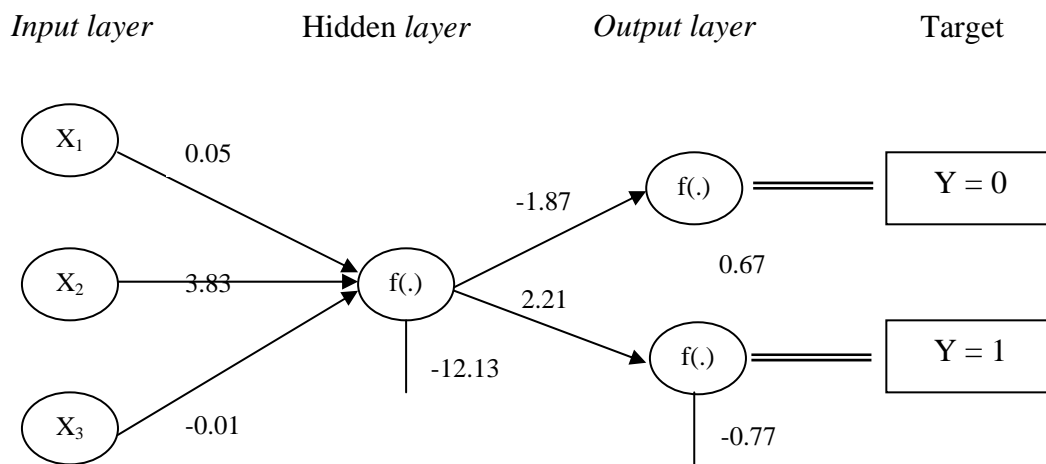 Input layer Hidden layer Output layer Target
X1
0.05
f(.)
Y = 0
-1.87
X2
3.83
f(.)
0.67
2.21
f(.)
Y = 1
-12.13
X3
-0.01
-0.77